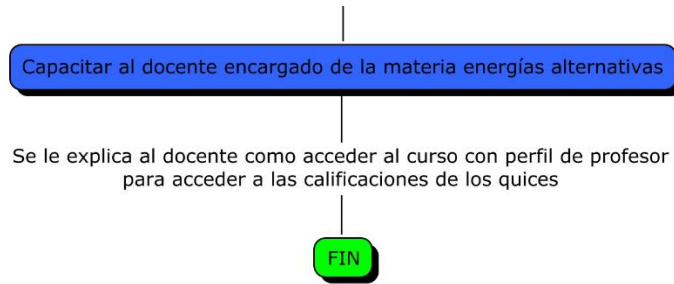 Capacitar al docente encargado de la materia energías alternativas
Se le explica al docente como acceder al curso con perfil de profesor
para acceder a las calificaciones de los quices
FIN